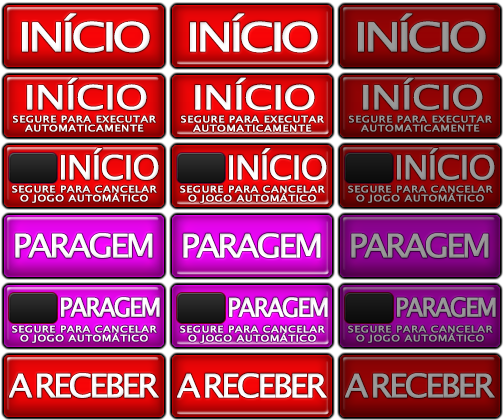 INÍCIO INÍCIO INÍCIO
INÍCIO INÍCIO INÍCIO
SEGURE PARA EXECUTAR SEGURE PARA EXECUTAR SEGURE PARA EXECUTAR
AUTOMATICAMENTE AUTOMATICAMENTE AUTOMATICAMENTE
INÍCIO INÍCIO INÍCIO
SEGURE PARA CANCELAR SEGURE PARA CANCELAR SEGURE PARA CANCELAR
O JOGO AUTOMÁTICO O JOGO AUTOMÁTICO O JOGO AUTOMÁTICO
PARAGEM PARAGEM PARAGEM
PARAGEM PARAGEM PARAGEM
SEGURE PARA CANCELAR SEGURE PARA CANCELAR SEGURE PARA CANCELAR
O JOGO AUTOMÁTICO O JOGO AUTOMÁTICO O JOGO AUTOMÁTICO
A RECEBER A RECEBER A RECEBER